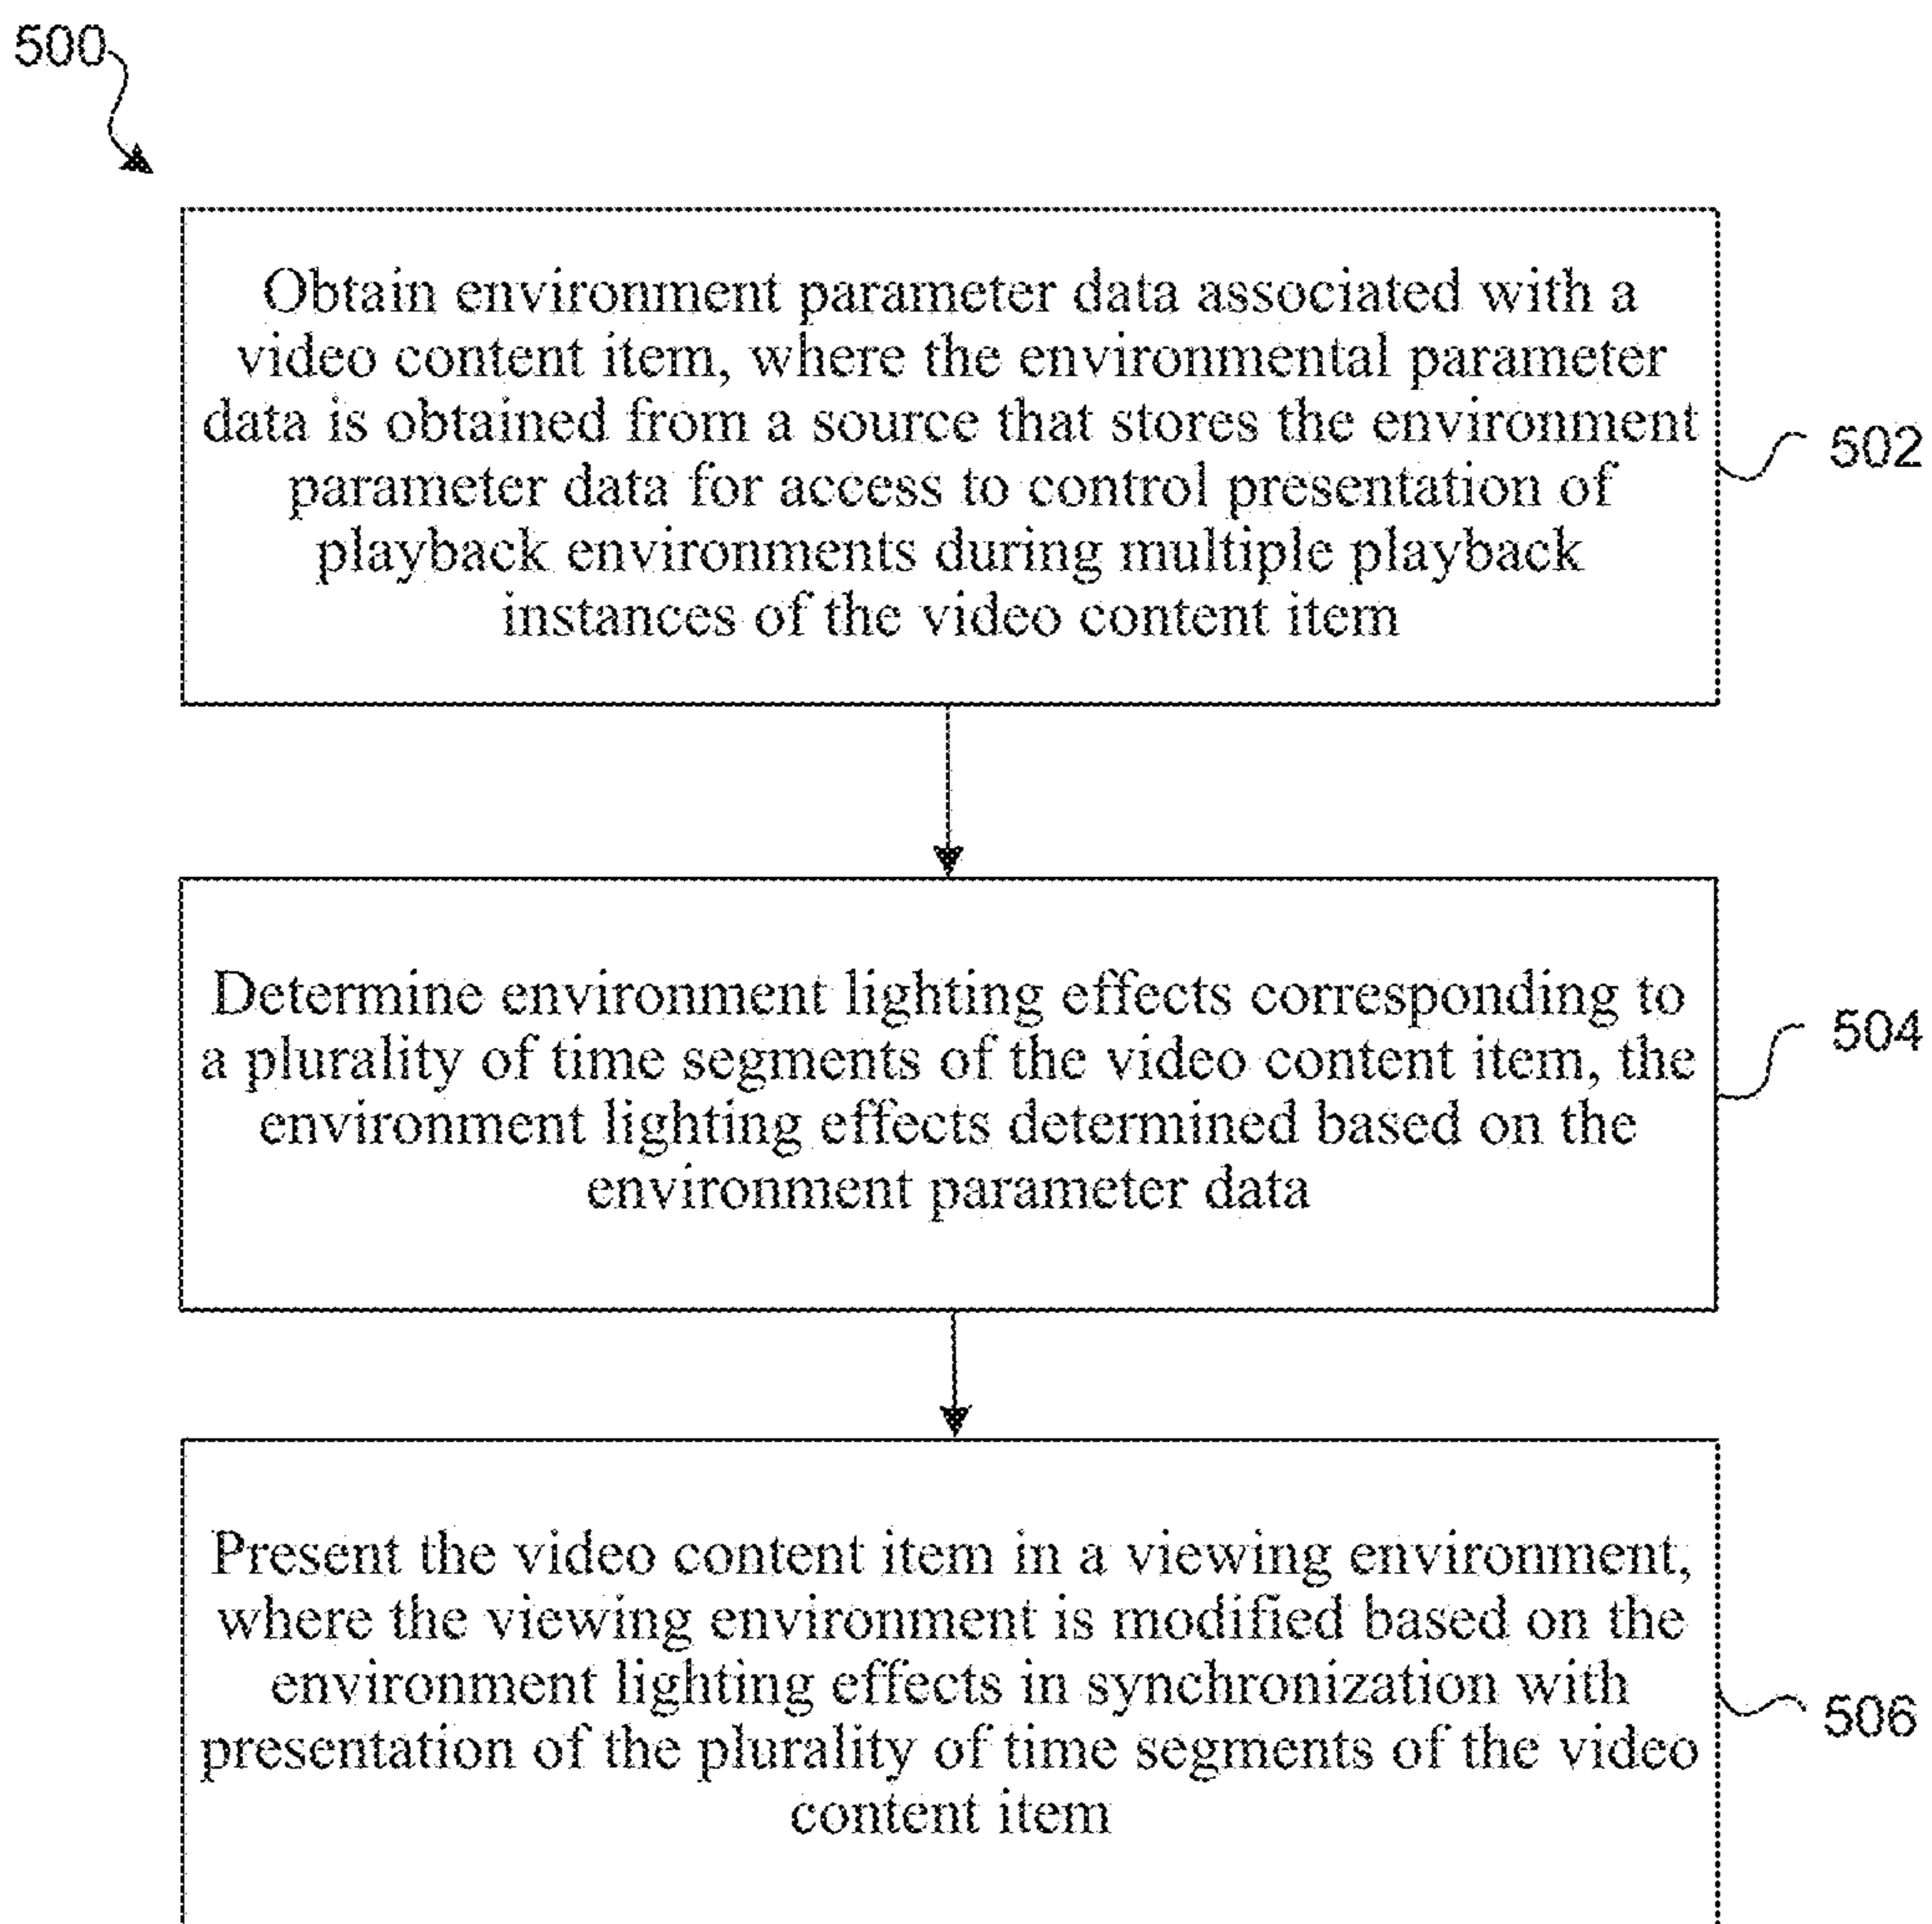 500
Obtain environment parameter data associated with a
video content item, where the environmental parameter
data is obtained from a source that stores the environment
parameter data for access to control presentation of
playback environments during multiple playback
instances of the video content item
502
Determine environment lighting effects corresponding to
a plurality of time segments of the video content item, the
environment lighting effects determined based on the
environment parameter data
504
Present the video content item in a viewing environment,
where the viewing environment is modified based on the
environment lighting effects in synchronization with
presentation of the plurality of time segments of the video
content item
506